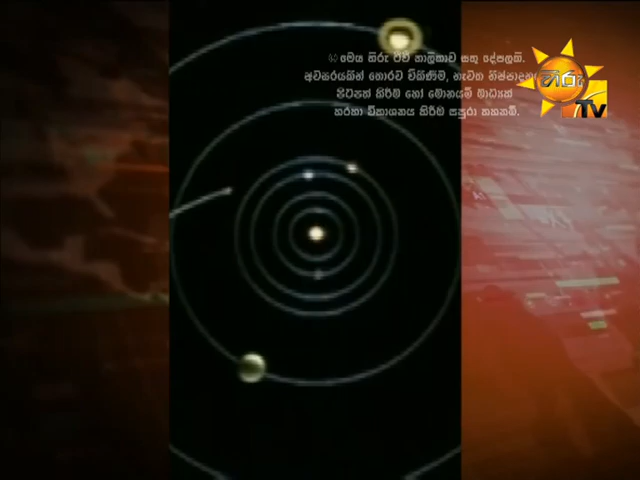 © මෙය හිරු ටීවී නාලිකාව සතු දේපලකි.
අවසරයකින් තොරව විකිණීම, නැවත නිෂ්පාදනය
පිටපත් කිරීම හෝ මොනයම් මාධ්‍යක්
හරහා විකාශනය කිරීම සපුරා තහනම්.
හිරු
TV